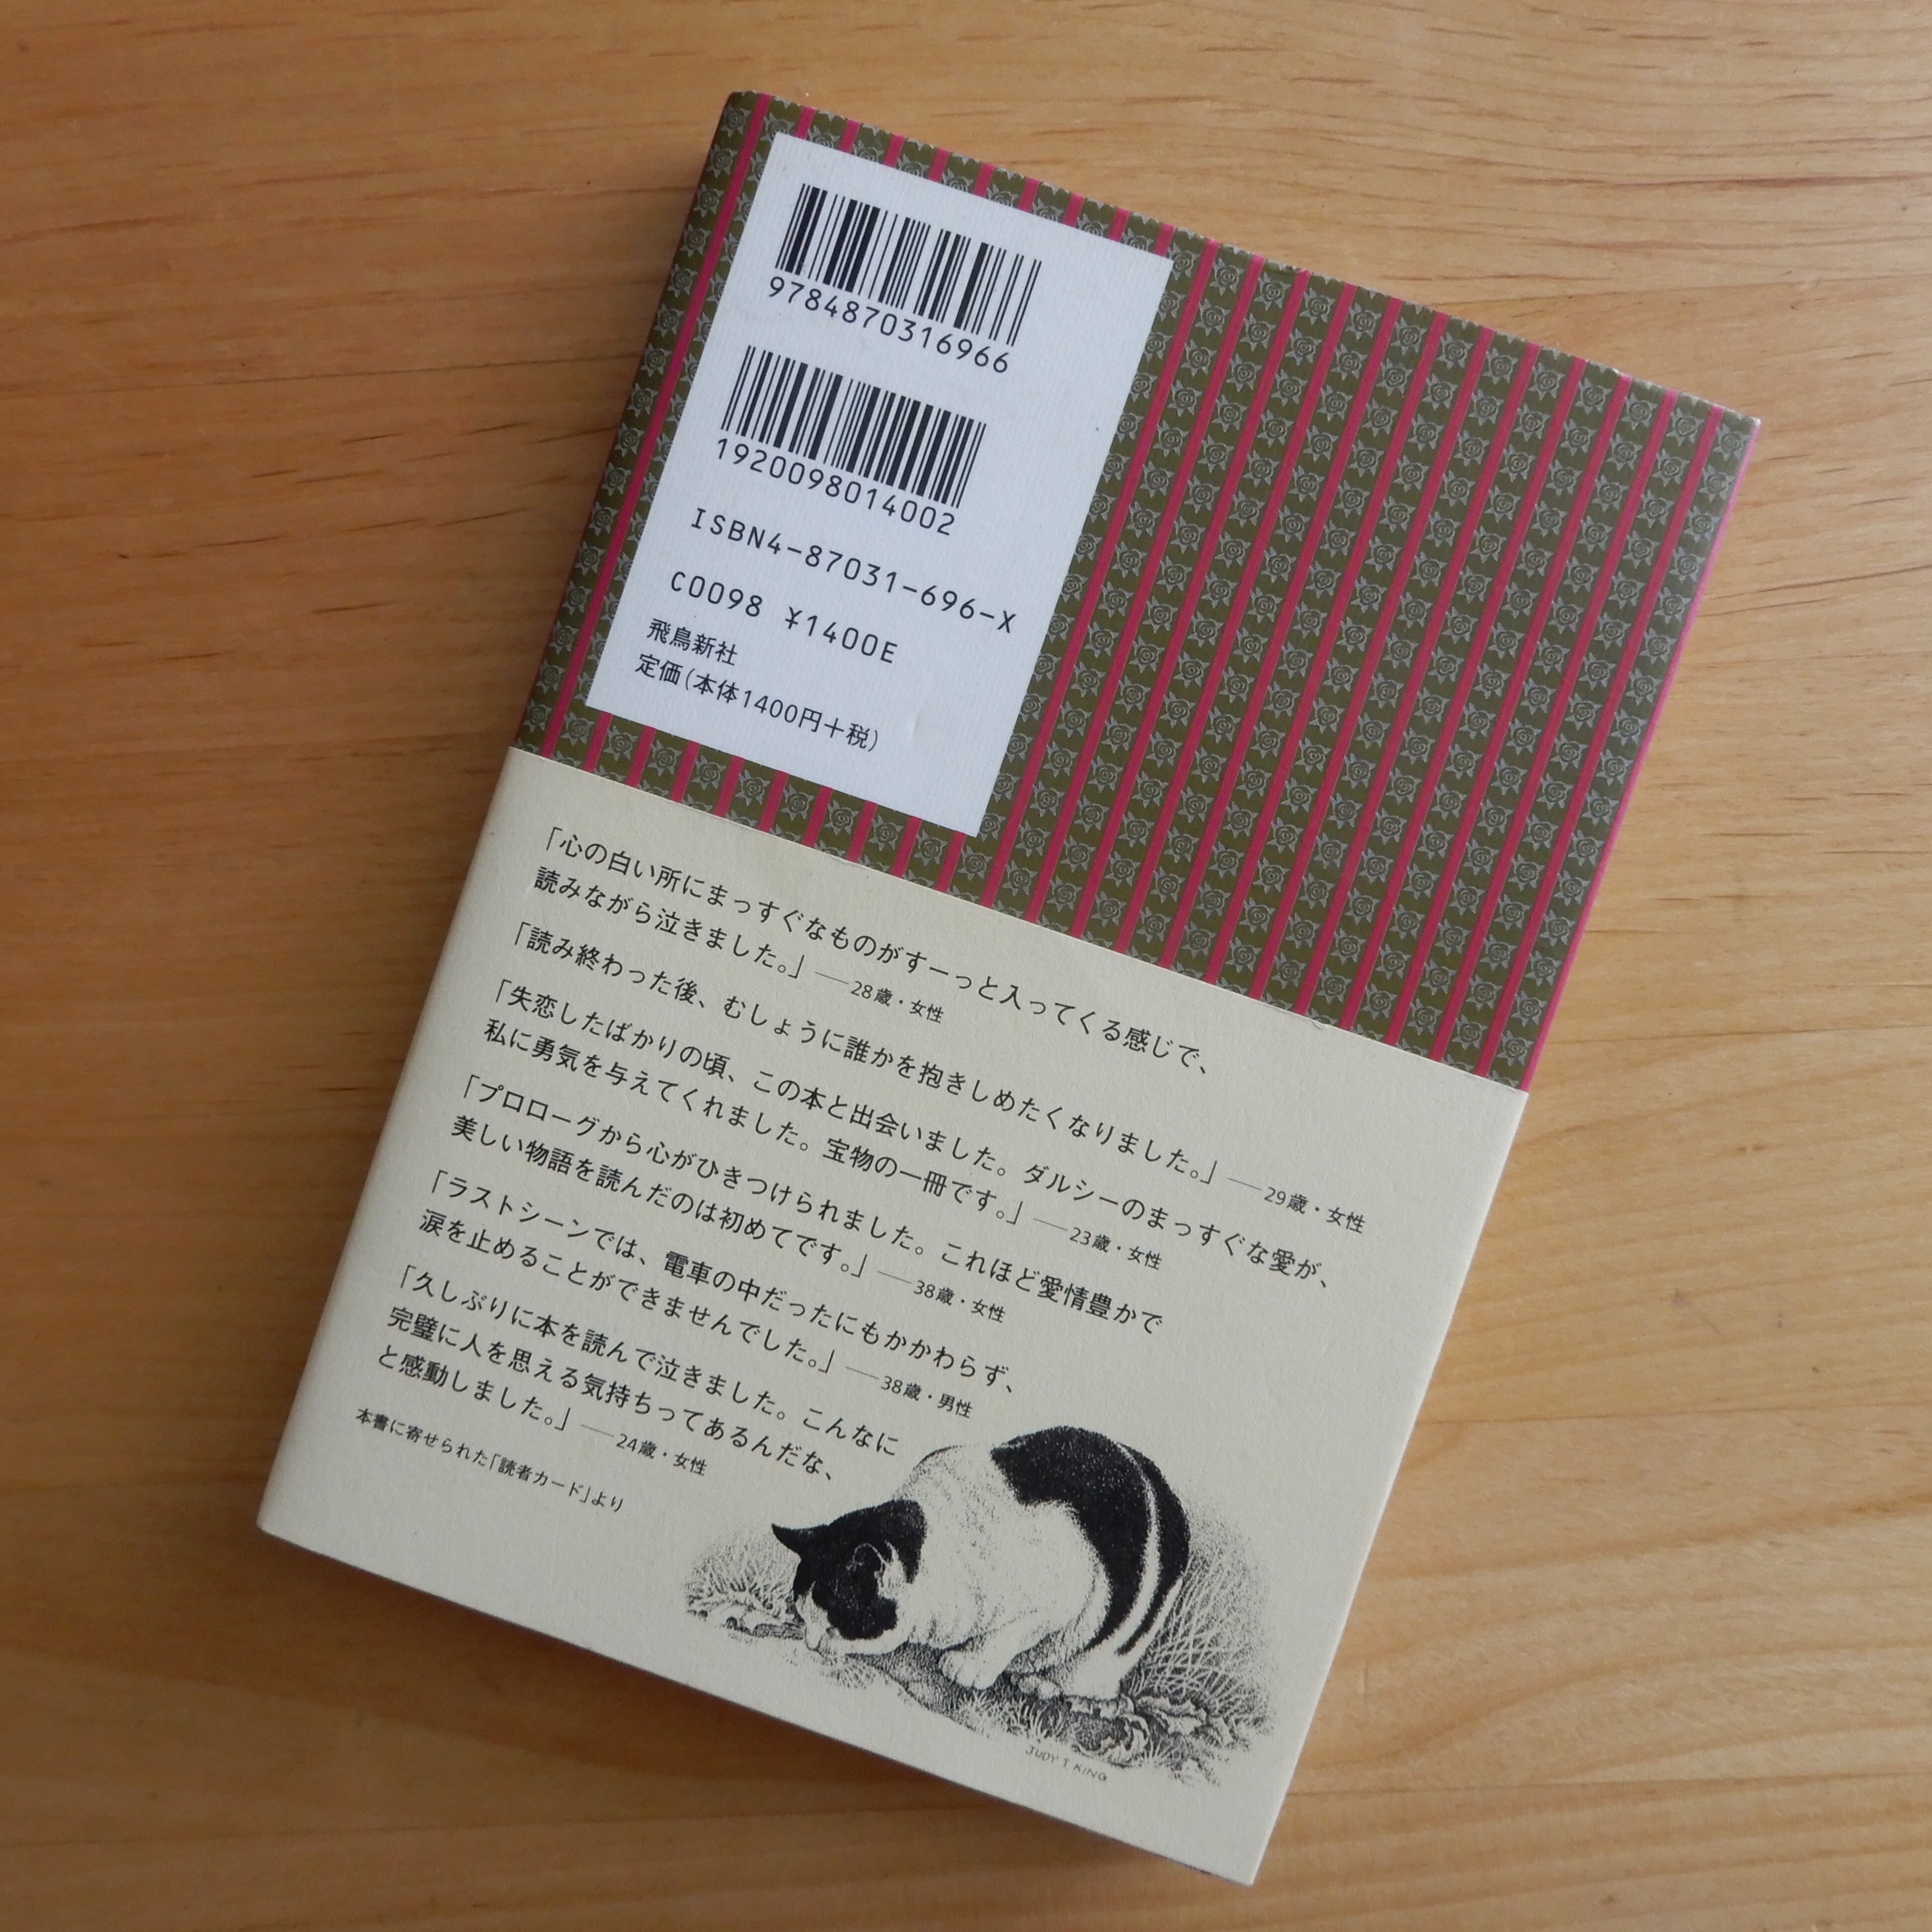 9784870316966
1920098014002
ISBN4-87031-696-X
C0098 ¥1400E
飛鳥新社
定価(本体1400円+税)
「心の白い所にまっすぐなものがすーっと入ってくる感じで、
読みながら泣きました。」——28歳・女性
「読み終わった後、むしょうに誰かを抱きしめたくなりました。」——29歳・女性
「失恋したばかりの頃、この本と出会いました。ダルシーのまっすぐな愛が、
私に勇気を与えてくれました。宝物の一冊です。」——23歳・女性
「プロローグから心がひきつけられました。これほど愛情豊かで
美しい物語を読んだのは初めてです。」——38歳・女性
「ラストシーンでは、電車の中だったにもかかわらず、
涙を止めることができませんでした。」——38歳・男性
「久しぶりに本を読んで泣きました。こんなに
完璧に人を思える気持ちってあるんだな、
と感動しました。」——24歳・女性
本書に寄せられた「読者カード」より
JUDY T KING